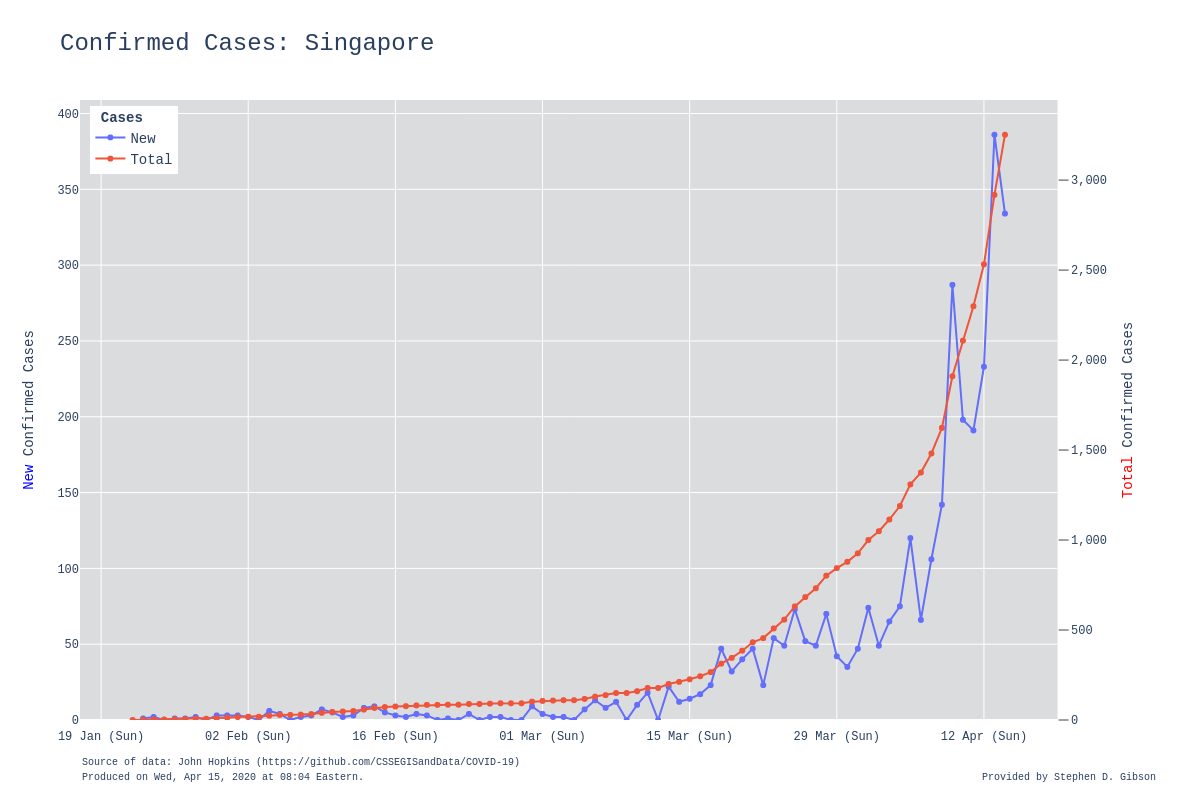 Confirmed Cases: Singapore
Cases
New
Total
400
350
300
250
200
150
100
50
0
New Confirmed Cases
3,000
2,500
2,000
1,500
1,000
500
0
Total Confirmed Cases
19 Jan (Sun) 02 Feb (Sun) 16 Feb (Sun) 01 Mar (Sun) 15 Mar (Sun) 29 Mar (Sun) 12 Apr (Sun)
Source of data: John Hopkins (https://github.com/CSSEGISandData/COVID-19)
Produced on Wed, Apr 15, 2020 at 08:04 Eastern.
Provided by Stephen D. Gibson